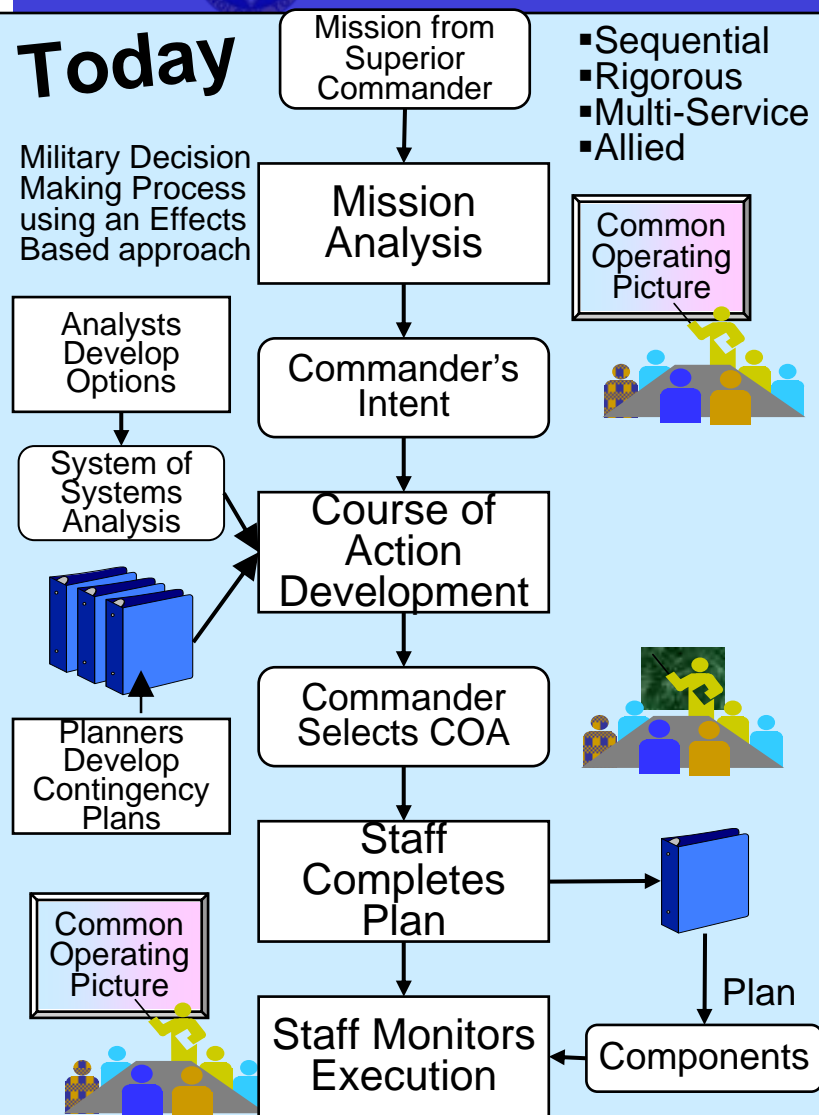 Today
Mission from
Superior
Commander
▪Sequential
▪Rigorous
▪Multi-Service
▪Allied
Military Decision
Making Process
using an Effects
Based approach
Mission
Analysis
Common
Operating
Picture
Analysts
Develop
Options
Commander's
Intent
System of
Systems
Analysis
Course of
Action
Development
Commander
Selects COA
Planners
Develop
Contingency
Plans
Staff
Completes
Plan
Common
Operating
Picture
Plan
Staff Monitors
Execution
Components